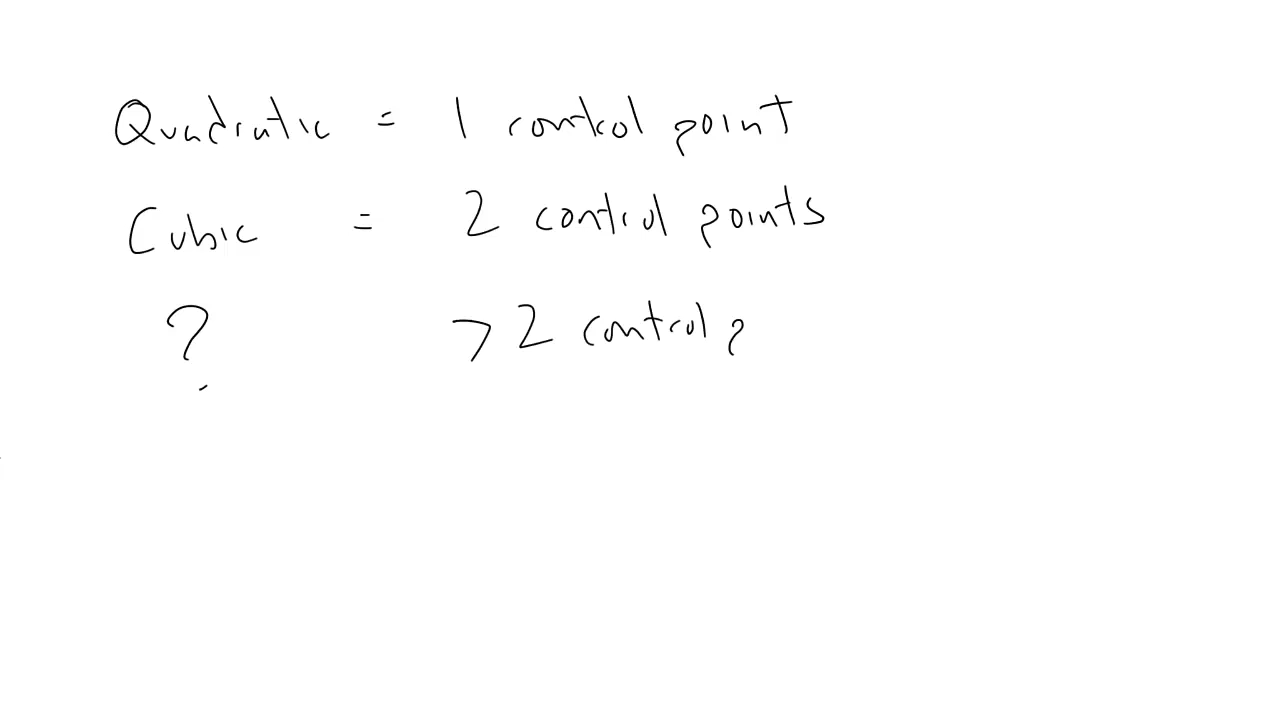 Quadratic = 1 control point
Cubic = 2 control points
? > 2 control p